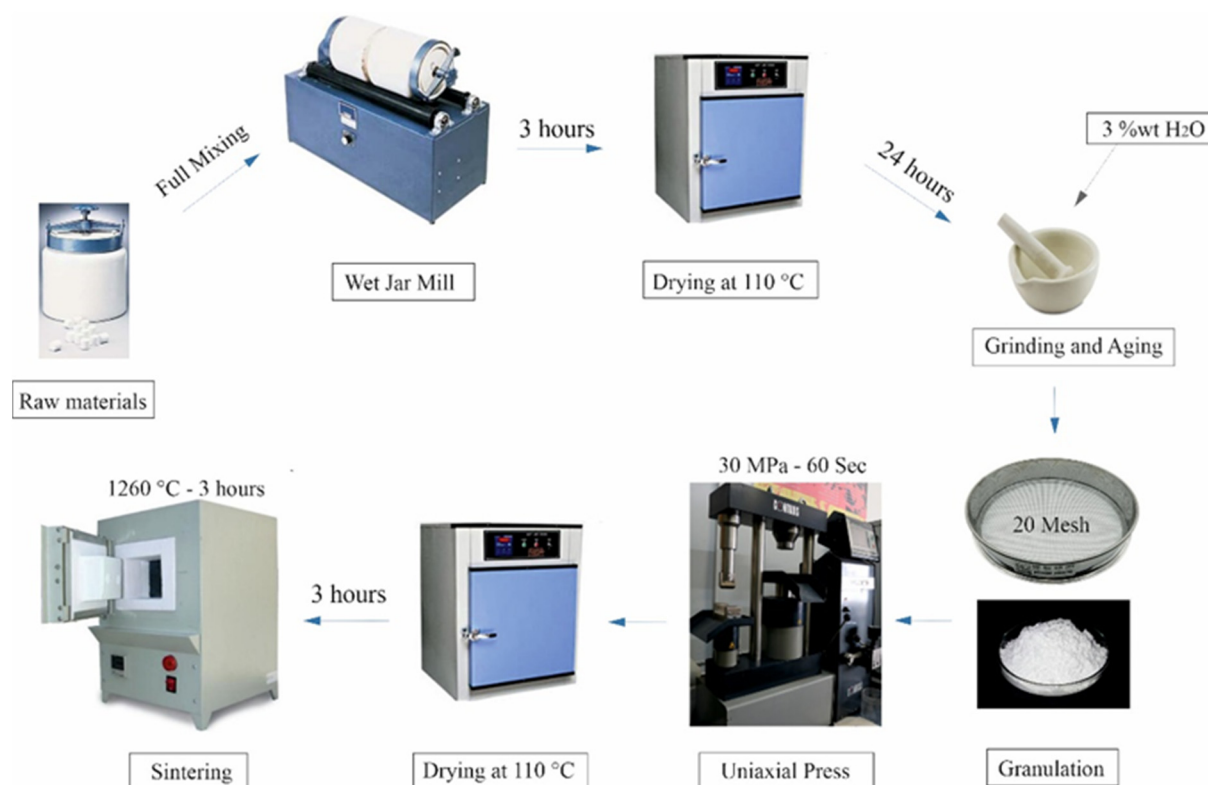 Full Mixing
3 hours
24 hours
3 %wt H2O
Wet Jar Mill
Drying at 110 °C
Grinding and Aging
Raw materials
1260 °C - 3 hours
30 MPa - 60 Sec
20 Mesh
3 hours
Sintering
Drying at 110 °C
Uniaxial Press
Granulation